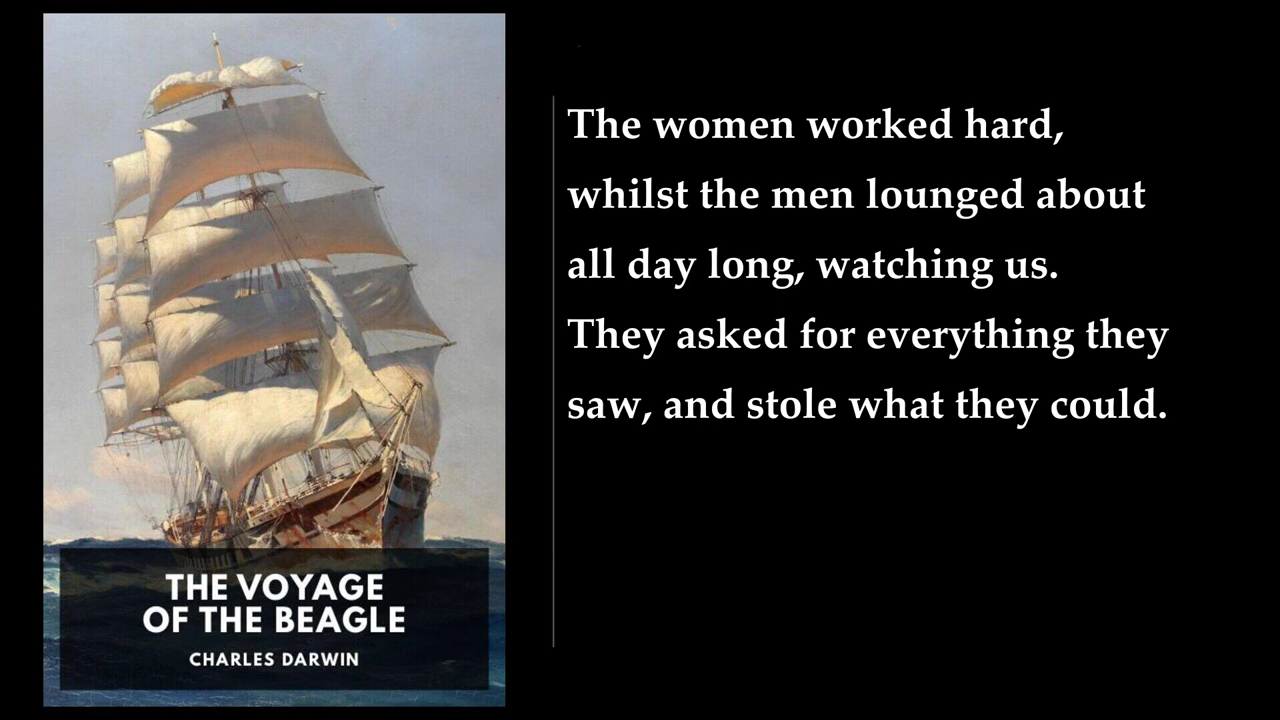 The women worked hard,
whilst the men lounged about
all day long, watching us.
They asked for everything they
saw, and stole what they could.
THE VOYAGE
OF THE BEAGLE
CHARLES DARWIN